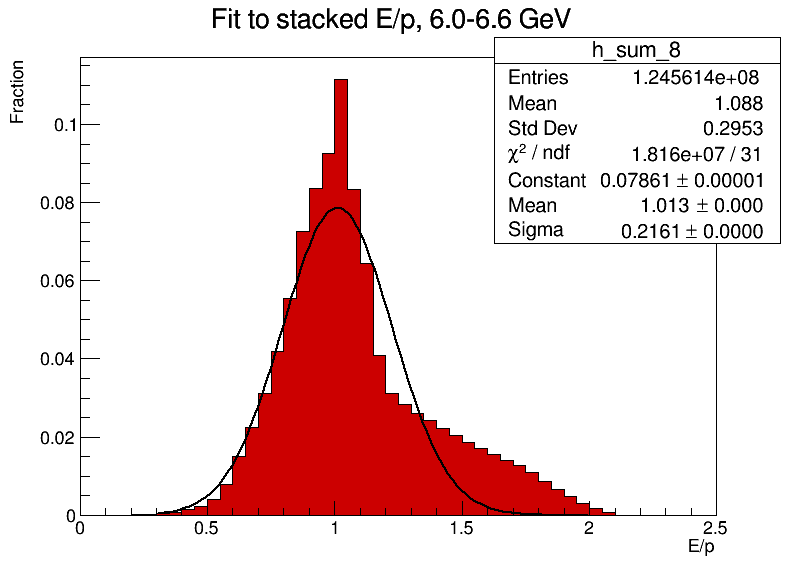 Fit to stacked E/p, 6.0-6.6 GeV
h_sum_8
Entries 1.245614e+08
Mean 1.088
Std Dev 0.2953
χ² / ndf 1.816e+07 / 31
Constant 0.07861 ± 0.00001
Mean 1.013 ± 0.000
Sigma 0.2161 ± 0.0000
Fraction
0.1
0.08
0.06
0.04
0.02
0
0 0.5 1 1.5 2 2.5
E/p